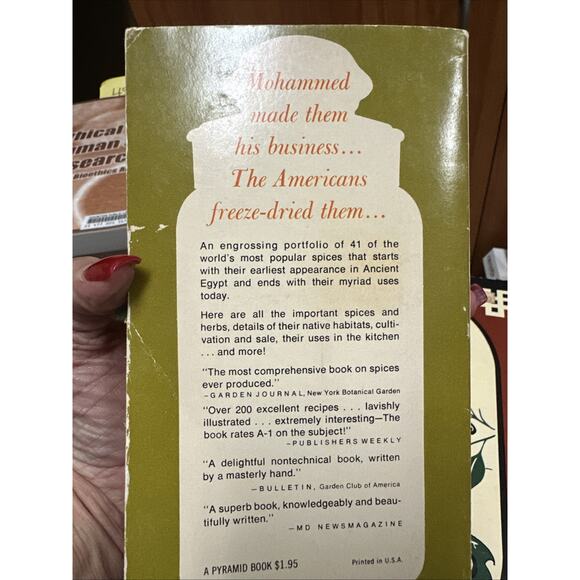 Mohammed
made them
his business...
The Americans
freeze-dried them...
An engrossing portfolio of 41 of the
world's most popular spices that starts
with their earliest appearance in Ancient
Egypt and ends with their myriad uses
today.
Here are all the important spices and
herbs, details of their native habitats, culti-
vation and sale, their uses in the kitchen
... and more!
"The most comprehensive book on spices
ever produced."
—GARDEN JOURNAL, New York Botanical Garden
"Over 200 excellent recipes . . . lavishly
illustrated . . . extremely interesting—The
book rates A-1 on the subject!"
—PUBLISHERS WEEKLY
"A delightful nontechnical book, written
by a masterly hand."
—BULLETIN, Garden Club of America
"A superb book, knowledgeably and beau-
tifully written."
—MD NEWSMAGAZINE
A PYRAMID BOOK $1.95 Printed in U.S.A.
hical
uman
search
Bioethics